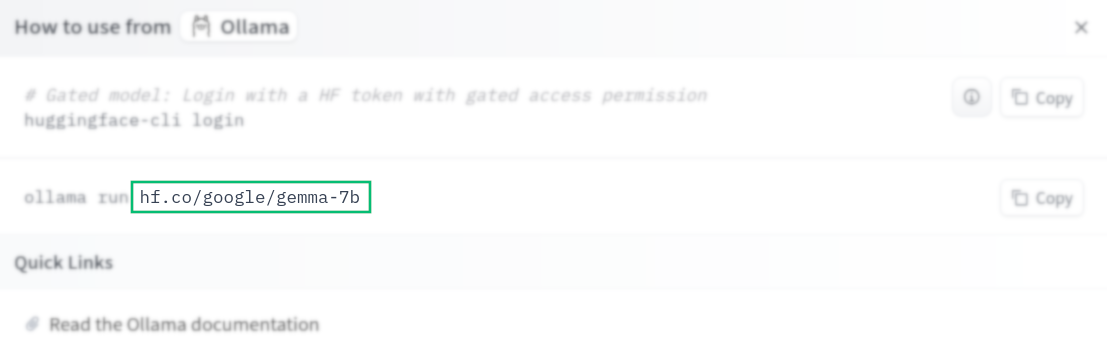 How to use from Ollama
# Gated model: Login with a HF token with gated access permission
Copy
huggingface-cli login
ollama run hf.co/google/gemma-7b
Copy
Quick Links
Read the Ollama documentation